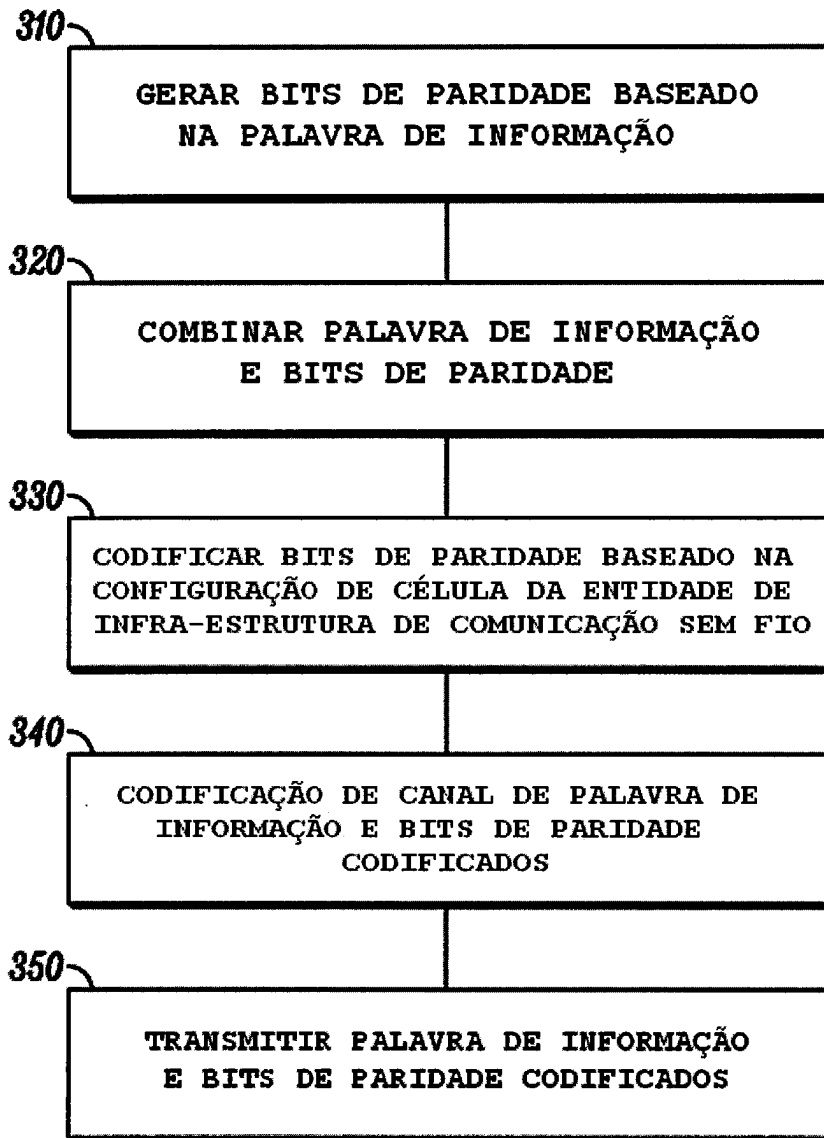 310
GERAR BITS DE PARIDADE BASEADO
NA PALAVRA DE INFORMAÇÃO
320
COMBINAR PALAVRA DE INFORMAÇÃO
E BITS DE PARIDADE
330
CODIFICAR BITS DE PARIDADE BASEADO NA
CONFIGURAÇÃO DE CÉLULA DA ENTIDADE DE
INFRA-ESTRUTURA DE COMUNICAÇÃO SEM FIO
340
CODIFICAÇÃO DE CANAL DE PALAVRA DE
INFORMAÇÃO E BITS DE PARIDADE
CODIFICADOS
350
TRANSMITIR PALAVRA DE INFORMAÇÃO
E BITS DE PARIDADE CODIFICADOS